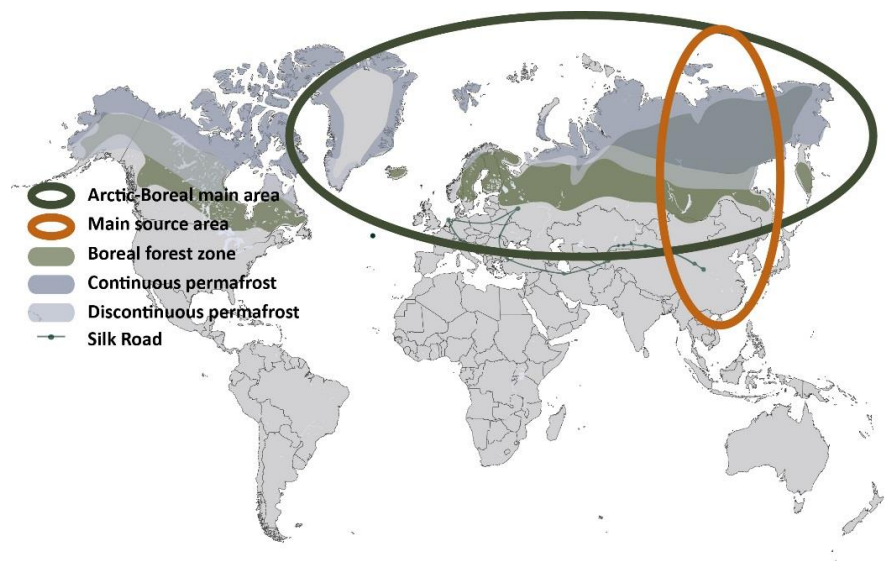 Arctic-Boreal main area
Main source area
Boreal forest zone
Continuous permafrost
Discontinuous permafrost
Silk Road